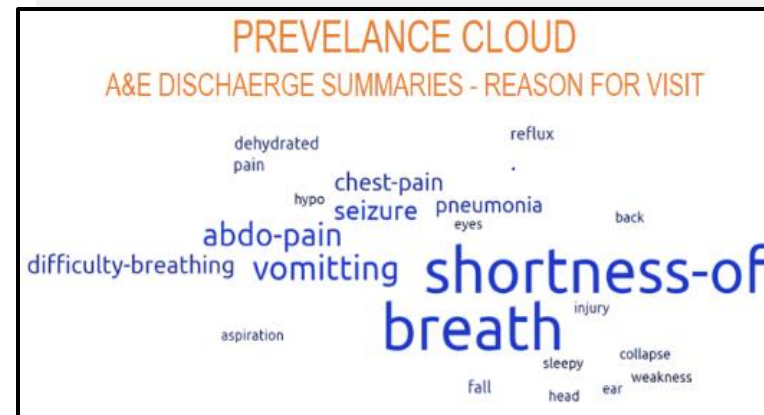 PREVELANCE CLOUD
A&E DISCHAERGE SUMMARIES - REASON FOR VISIT
reflux
dehydrated
pain
chest-pain
hypo
seizure
pneumonia
eyes
back
abdo-pain
difficulty-breathing
vomitting
shortness-of
injury
breath
aspiration
sleepy
collapse
weakness
fall
head
ear